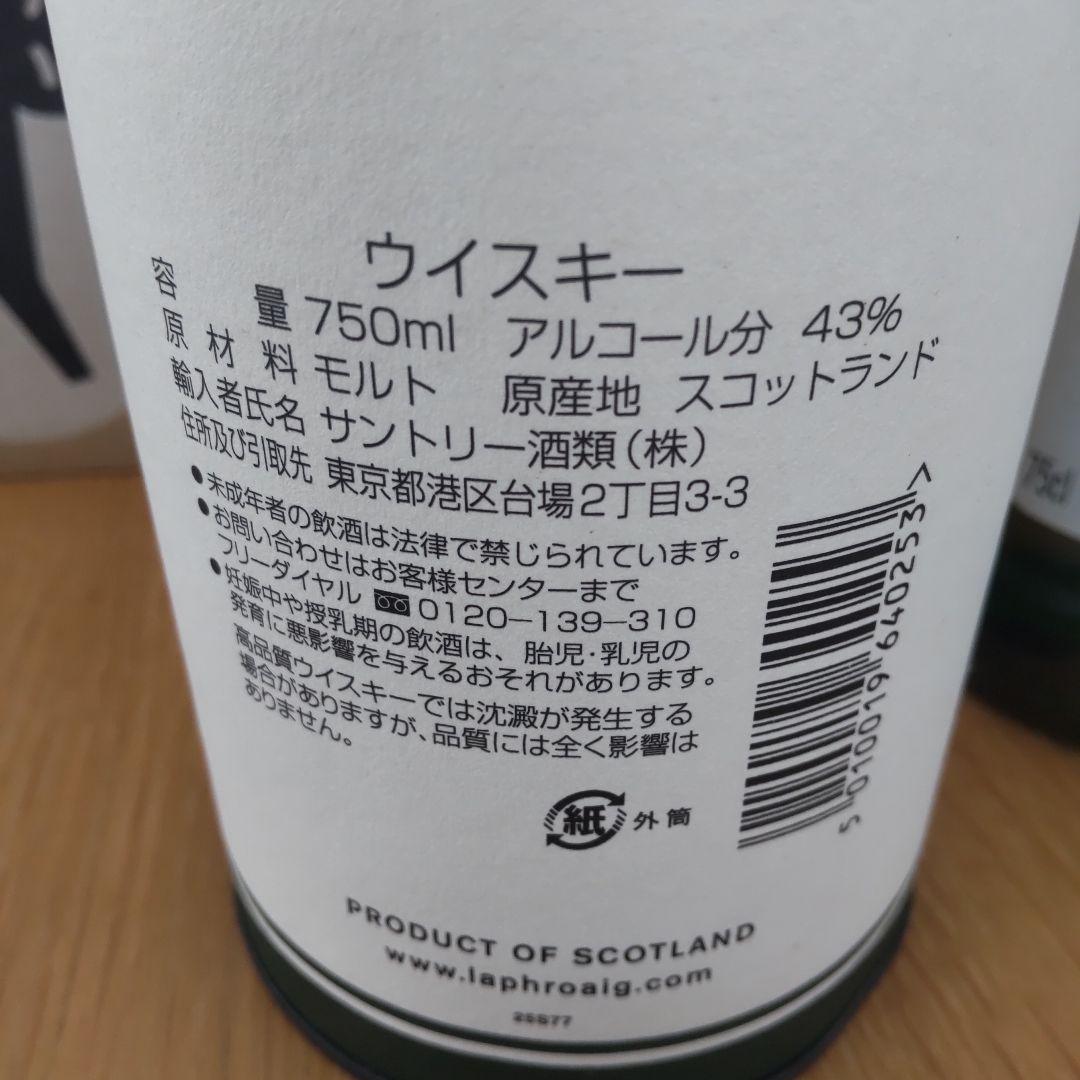 ウイスキー
容量 750ml アルコール分 43%
原材料 モルト 原産地 スコットランド
輸入者氏名 サントリー酒類(株)
住所及び引取先 東京都港区台場2丁目3-3
●未成年者の飲酒は法律で禁じられています。
●お問い合わせはお客様センターまで
フリーダイヤル 0120-139-310
●妊娠中や授乳期の飲酒は、胎児・乳児の
発育に悪影響を与えるおそれがあります。
高品質ウイスキーでは沈澱が発生する
場合がありますが、品質には全く影響は
ありません。
紙 外筒
5 010019 640253 >
PRODUCT OF SCOTLAND
www.laphroaig.com
25S77
75cl